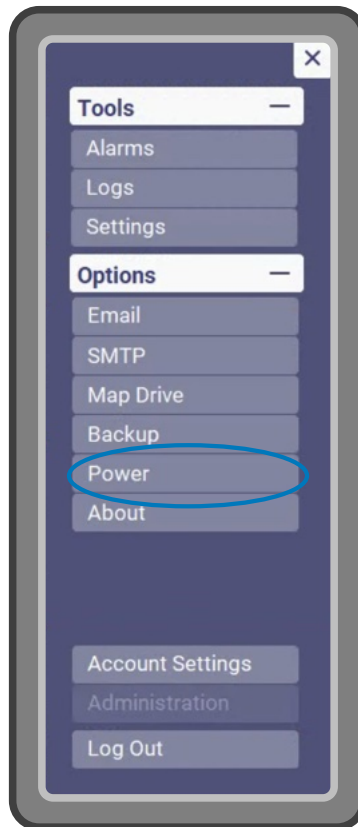 Tools
Alarms
Logs
Settings
Options
Email
SMTP
Map Drive
Backup
Power
About
Account Settings
Administration
Log Out